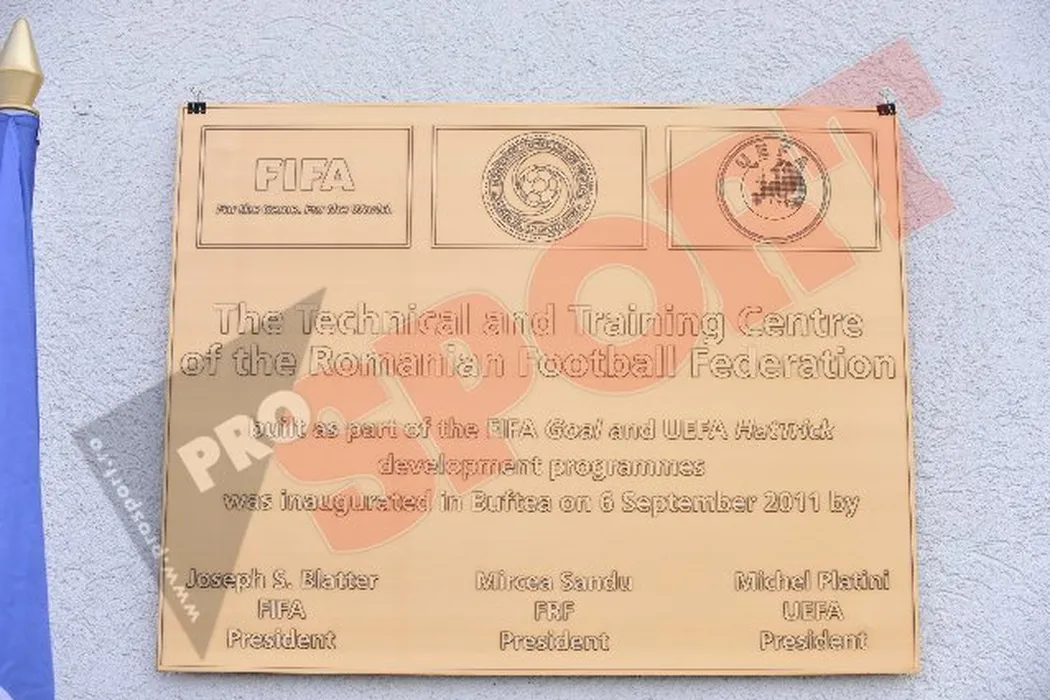 FIFA
For the Game. For the World.
UEFA
The Technical and Training Centre
of the Romanian Football Federation
built as part of the FIFA Goal and UEFA HatTrick
development programmes
was inaugurated in Buftea on 6 September 2011 by
Joseph S. Blatter
FIFA
President
Mircea Sandu
FRF
President
Michel Platini
UEFA
President
PRO
SPORT
www.prosport.ro